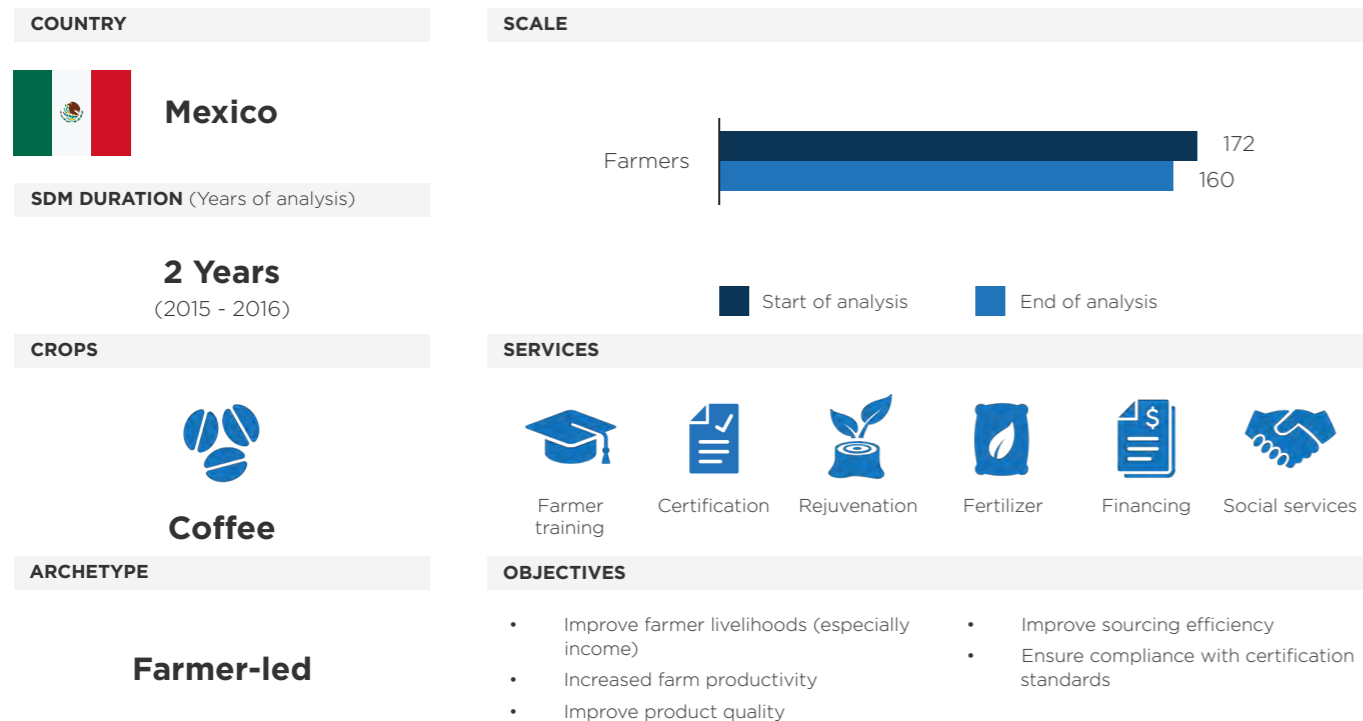 COUNTRY
Mexico
SDM DURATION (Years of analysis)
2 Years
(2015 - 2016)
CROPS
Coffee
ARCHETYPE
Farmer-led
SCALE
Farmers
172
160
Start of analysis
End of analysis
SERVICES
Farmer
training
Certification
Rejuvenation
Fertilizer
$
Financing
Social services
OBJECTIVES
• Improve farmer livelihoods (especially
income)
• Increased farm productivity
• Improve product quality
• Improve sourcing efficiency
• Ensure compliance with certification
standards